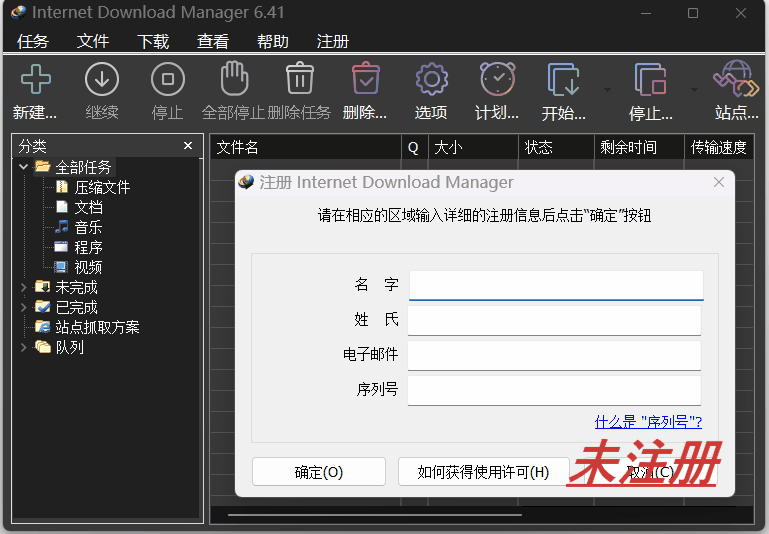 Internet Download Manager 6.41
任务 文件 下载 查看 帮助 注册
新建... 继续 停止 全部停止 删除任务 删除... 选项 计划... 开始... 停止... 站点...
分类
文件名 Q 大小 状态 剩余时间 传输速度
全部任务
压缩文件
文档
音乐
程序
视频
未完成
已完成
站点抓取方案
队列
注册 Internet Download Manager
请在相应的区域输入详细的注册信息后点击"确定"按钮
名 字
姓 氏
电子邮件
序列号
什么是 "序列号"?
确定(O) 如何获得使用许可(H) 取消(C)
未注册